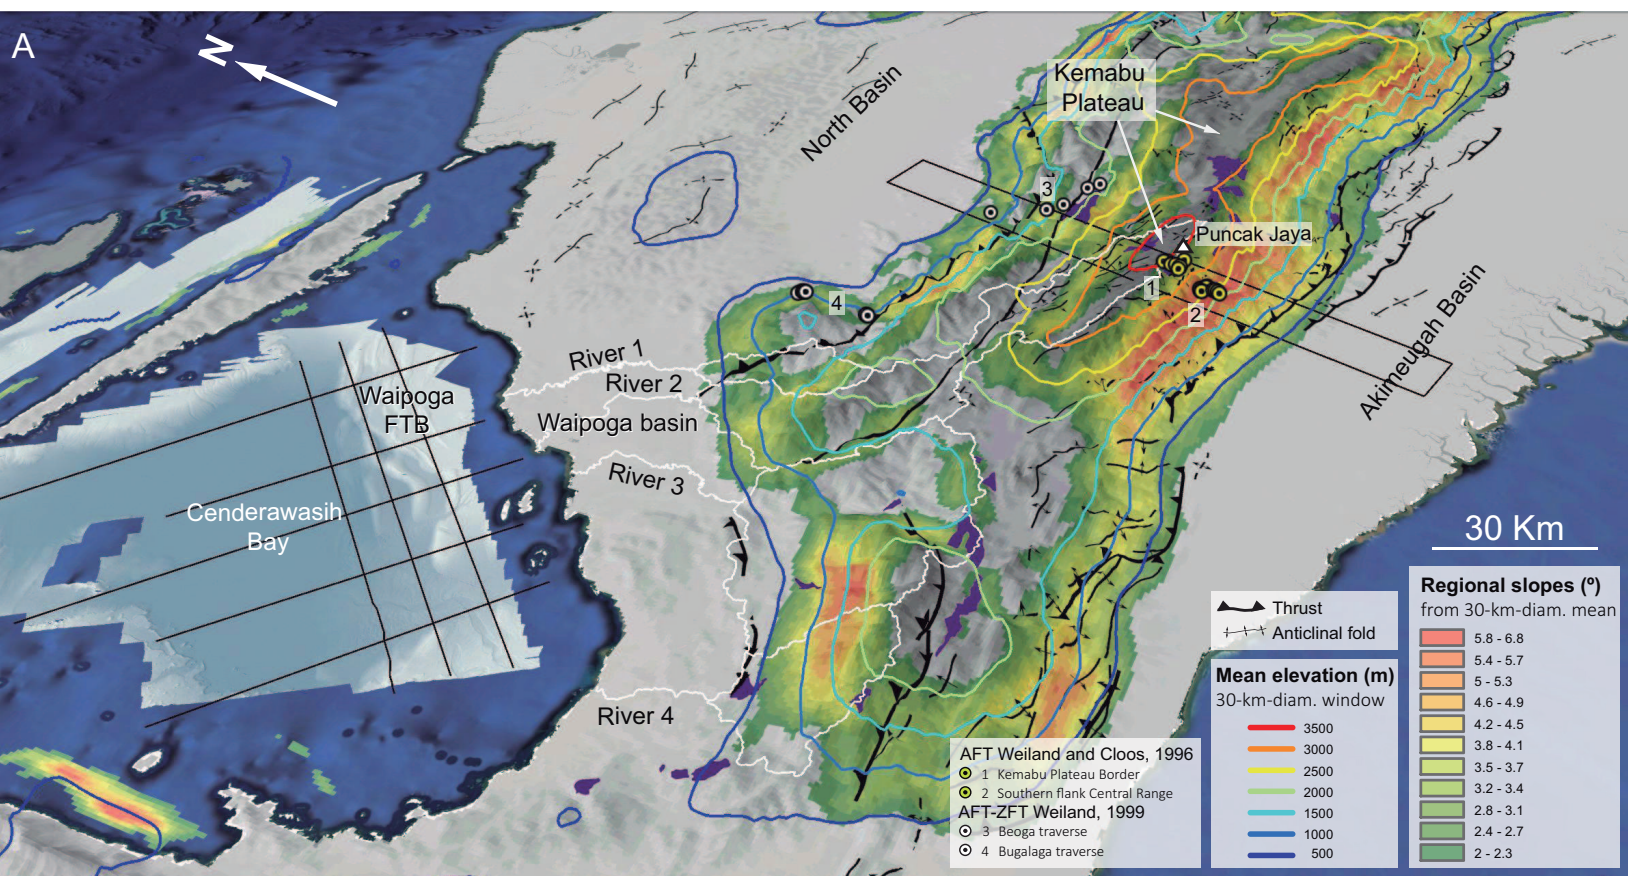 A
N
North Basin
Kemabu
Plateau
3
Puncak Jaya
1
2
4
Akimeugah Basin
River 1
River 2
Waipoga
FTB
Waipoga basin
River 3
Cenderawasih
Bay
River 4
30 Km
Thrust
Anticlinal fold
Mean elevation (m)
30-km-diam. window
3500
3000
2500
2000
1500
1000
500
Regional slopes (º)
from 30-km-diam. mean
5.8 - 6.8
5.4 - 5.7
5 - 5.3
4.6 - 4.9
4.2 - 4.5
3.8 - 4.1
3.5 - 3.7
3.2 - 3.4
2.8 - 3.1
2.4 - 2.7
2 - 2.3
AFT Weiland and Cloos, 1996
1 Kemabu Plateau Border
2 Southern flank Central Range
AFT-ZFT Weiland, 1999
3 Beoga traverse
4 Bugalaga traverse